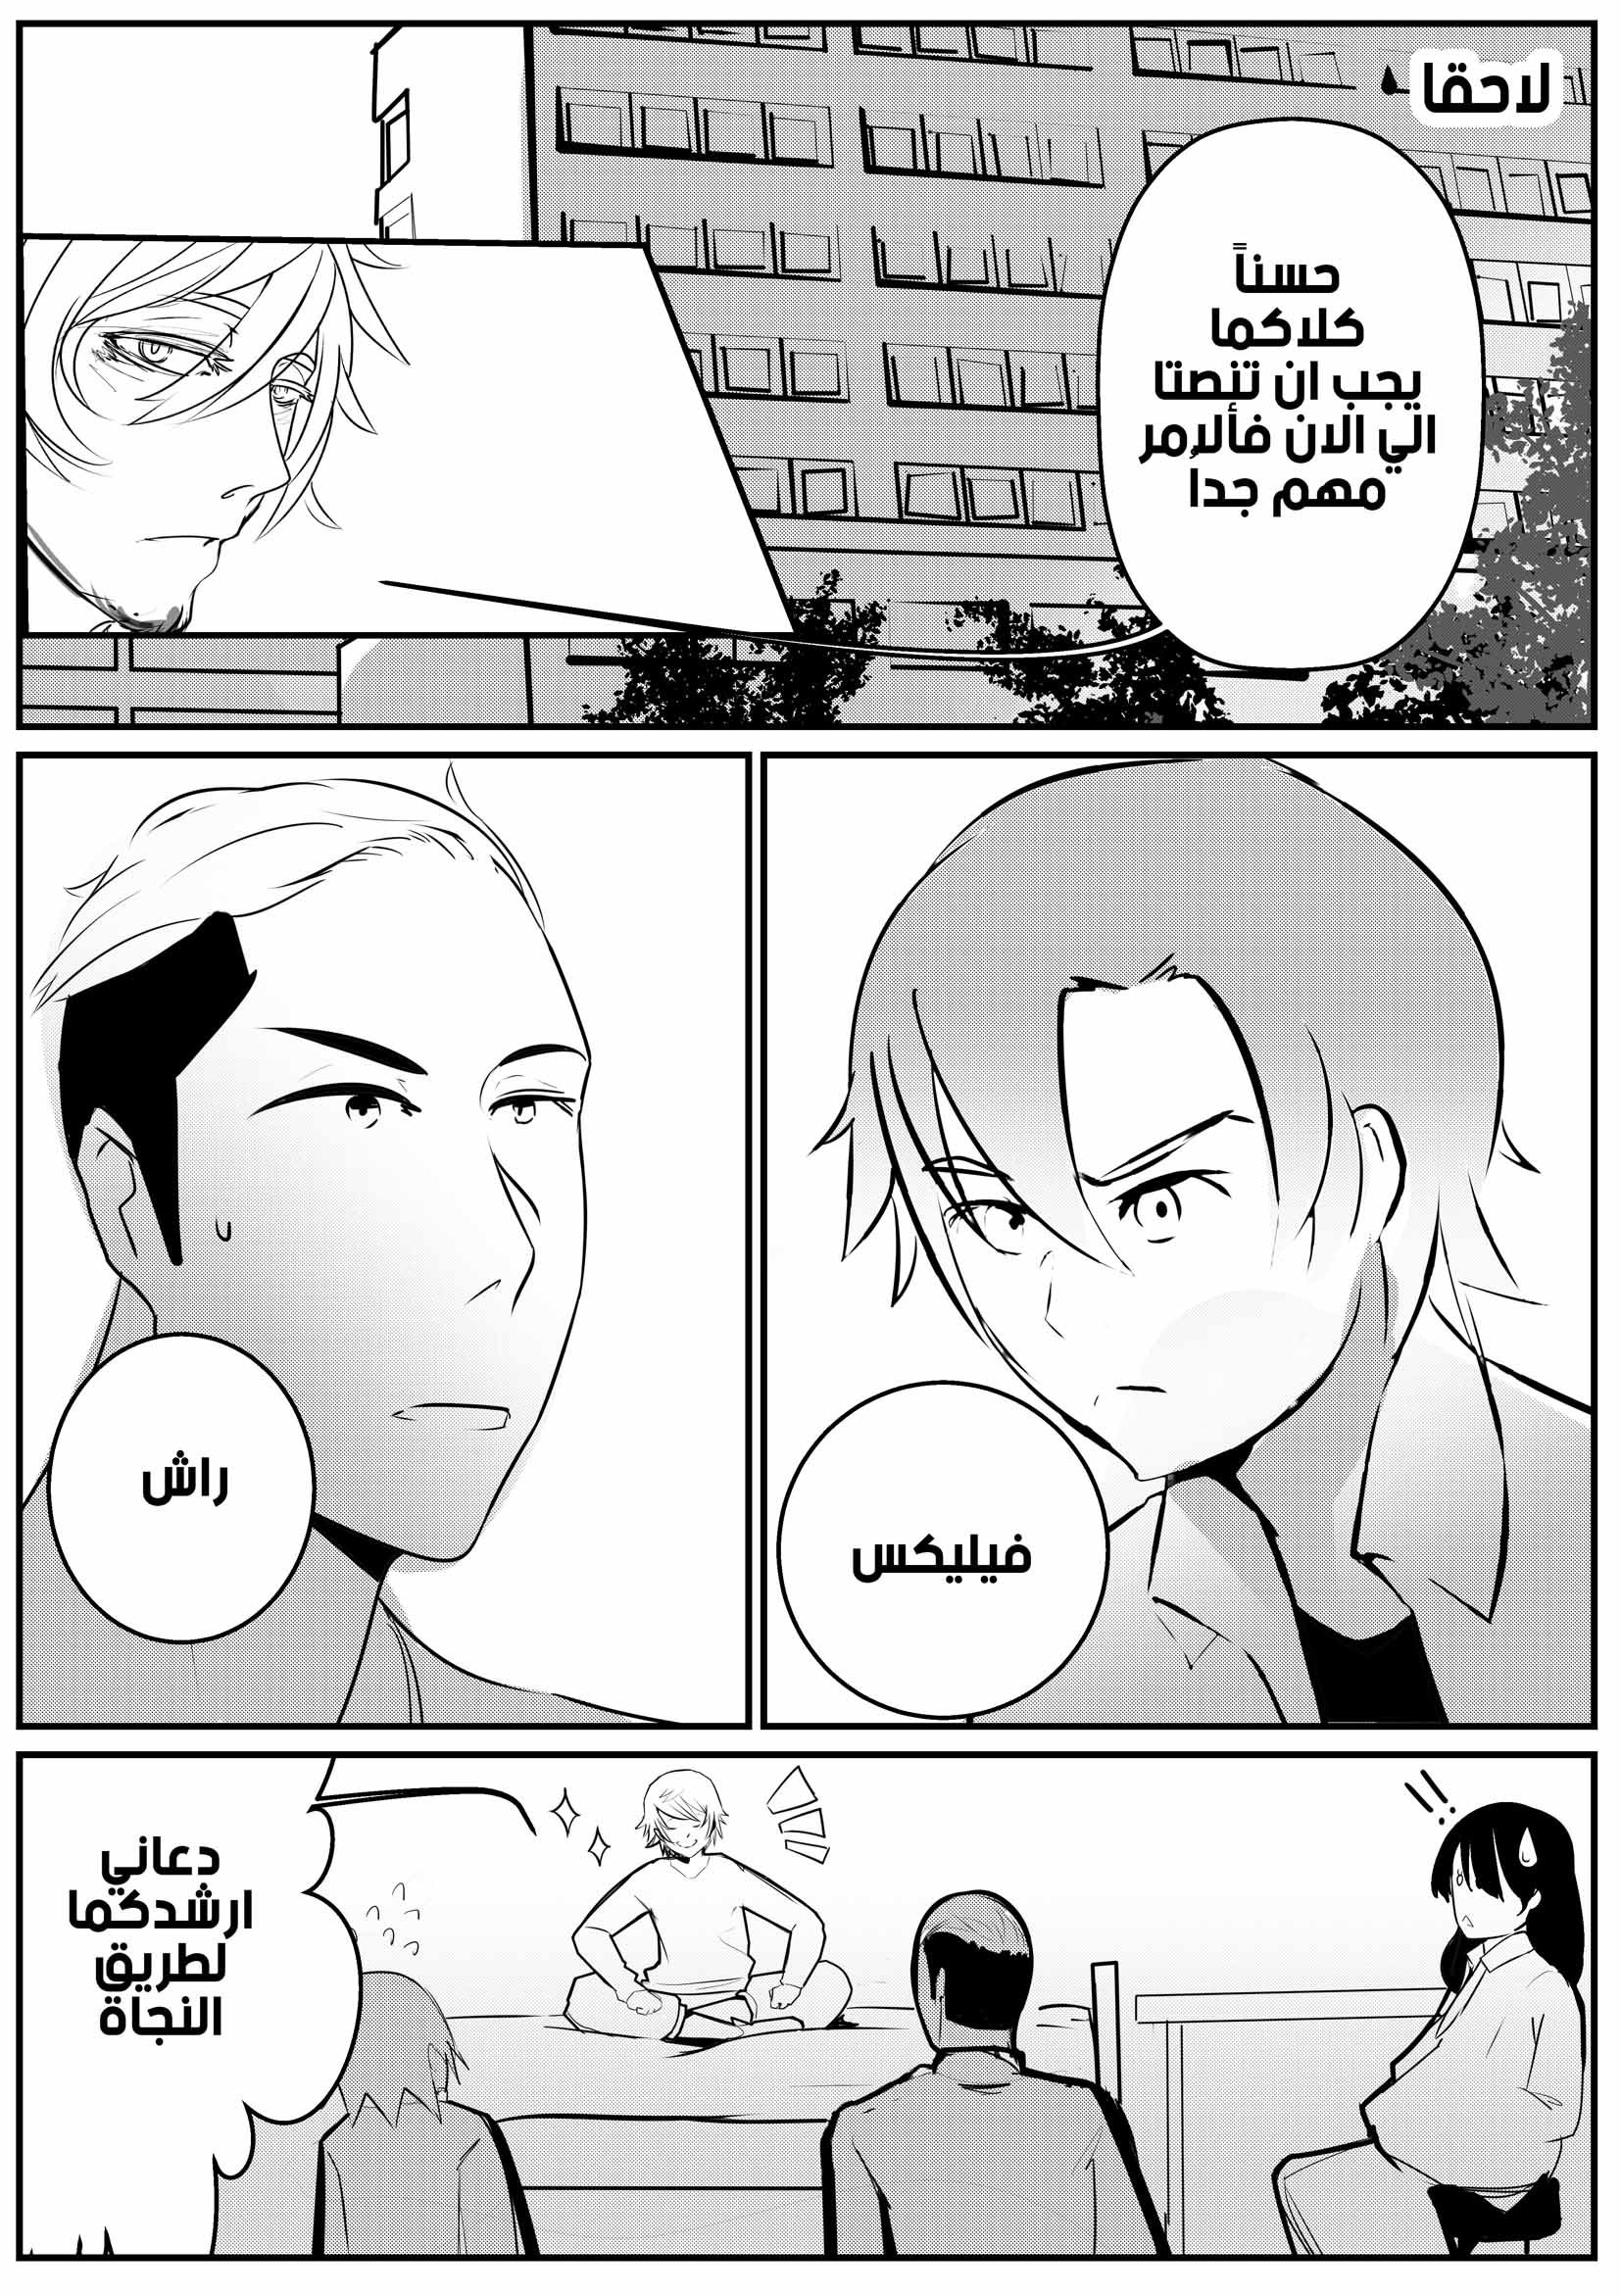 لاحقا
حسناً
كلاكما
يجب ان تنصتا
الي الان فألامر
مهم جداً
فيليكس
راش
!!
دعاني
ارشدكما
لطريق
النجاة